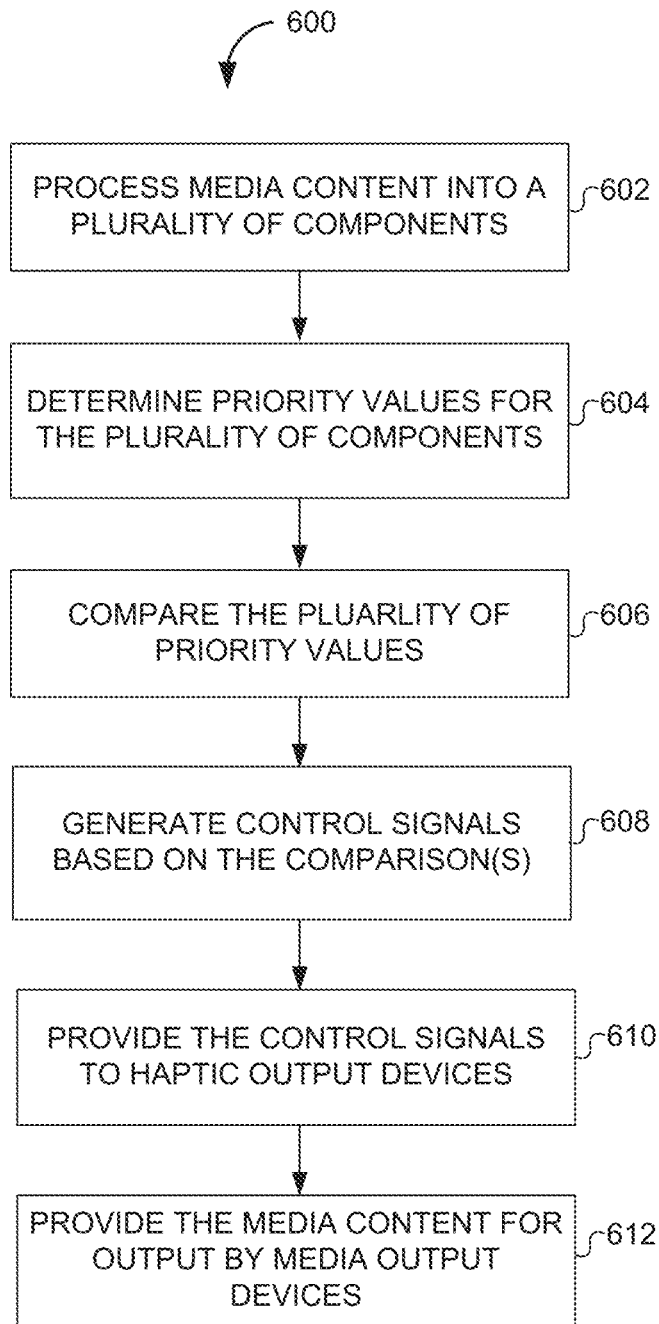 600
PROCESS MEDIA CONTENT INTO A
PLURALITY OF COMPONENTS
602
DETERMINE PRIORITY VALUES FOR
THE PLURALITY OF COMPONENTS
604
COMPARE THE PLUARLITY OF
PRIORITY VALUES
606
GENERATE CONTROL SIGNALS
BASED ON THE COMPARISON(S)
608
PROVIDE THE CONTROL SIGNALS
TO HAPTIC OUTPUT DEVICES
610
PROVIDE THE MEDIA CONTENT FOR
OUTPUT BY MEDIA OUTPUT
DEVICES
612